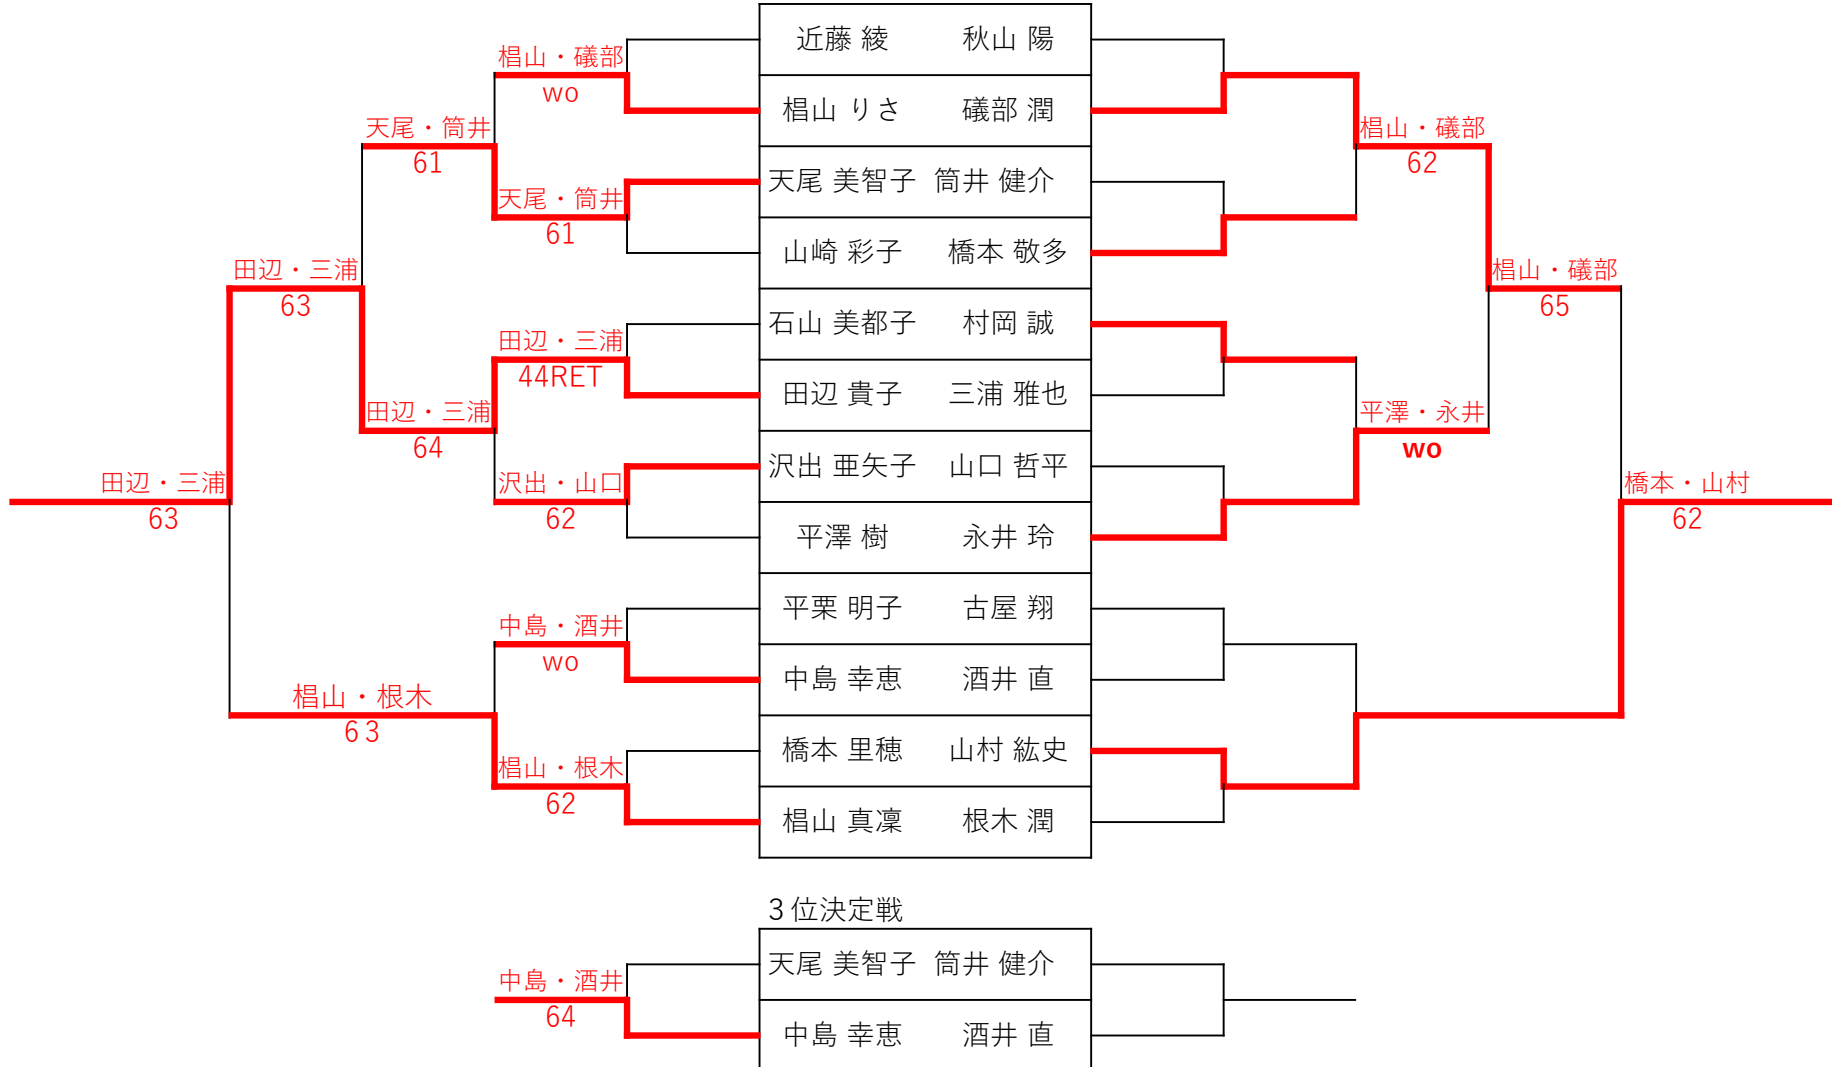 近藤 綾 秋山 陽
椙山・礒部
wo
椙山 りさ 礒部 潤
天尾・筒井
61
椙山・礒部
62
天尾 美智子 筒井 健介
天尾・筒井
61
山崎 彩子 橋本 敬多
田辺・三浦
63
椙山・礒部
65
石山 美都子 村岡 誠
田辺・三浦
44RET
田辺 貴子 三浦 雅也
田辺・三浦
64
平澤・永井
wo
沢出 亜矢子 山口 哲平
田辺・三浦
63
沢出・山口
62
橋本・山村
62
平澤 樹 永井 玲
平栗 明子 古屋 翔
中島・酒井
wo
中島 幸恵 酒井 直
椙山・根木
63
橋本 里穂 山村 紘史
椙山・根木
62
椙山 真凜 根木 潤
3位決定戦
天尾 美智子 筒井 健介
中島・酒井
64
中島 幸恵 酒井 直